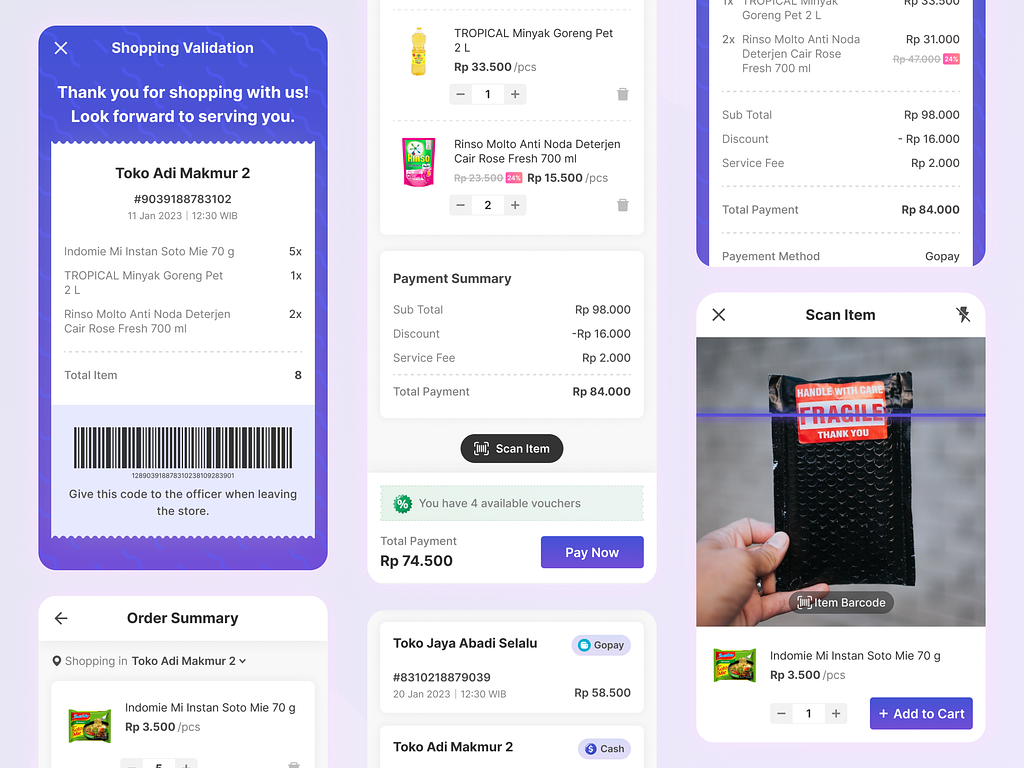 Shopping Validation
Thank you for shopping with us!
Look forward to serving you.
Toko Adi Makmur 2
#9039188783102
11 Jan 2023 | 12:30 WIB
Indomie Mi Instan Soto Mie 70 g 5x
TROPICAL Minyak Goreng Pet 1x
2 L
Rinso Molto Anti Noda Deterjen 2x
Cair Rose Fresh 700 ml
Total Item 8
128903918878310238109283901
Give this code to the officer when leaving
the store.
Order Summary
Shopping in Toko Adi Makmur 2
Indomie Mi Instan Soto Mie 70 g
Rp 3.500 /pcs
5
TROPICAL Minyak Goreng Pet
2 L
Rp 33.500 /pcs
1
Rinso
Rinso Molto Anti Noda Deterjen
Cair Rose Fresh 700 ml
Rp 23.500 24% Rp 15.500 /pcs
2
Payment Summary
Sub Total Rp 98.000
Discount -Rp 16.000
Service Fee Rp 2.000
Total Payment Rp 84.000
Scan Item
% You have 4 available vouchers
Total Payment
Rp 74.500
Pay Now
Toko Jaya Abadi Selalu Gopay
#8310218879039
20 Jan 2023 | 12:30 WIB Rp 58.500
Toko Adi Makmur 2 $ Cash
1x TROPICAL Minyak Rp 33.500
Goreng Pet 2 L
2x Rinso Molto Anti Noda Rp 31.000
Deterjen Cair Rose Rp 47.000 24%
Fresh 700 ml
Sub Total Rp 98.000
Discount - Rp 16.000
Service Fee Rp 2.000
Total Payment Rp 84.000
Payement Method Gopay
Scan Item
HANDLE WITH CARE
FRAGILE
THANK YOU
Item Barcode
Indomie Mi Instan Soto Mie 70 g
Rp 3.500 /pcs
1
+ Add to Cart